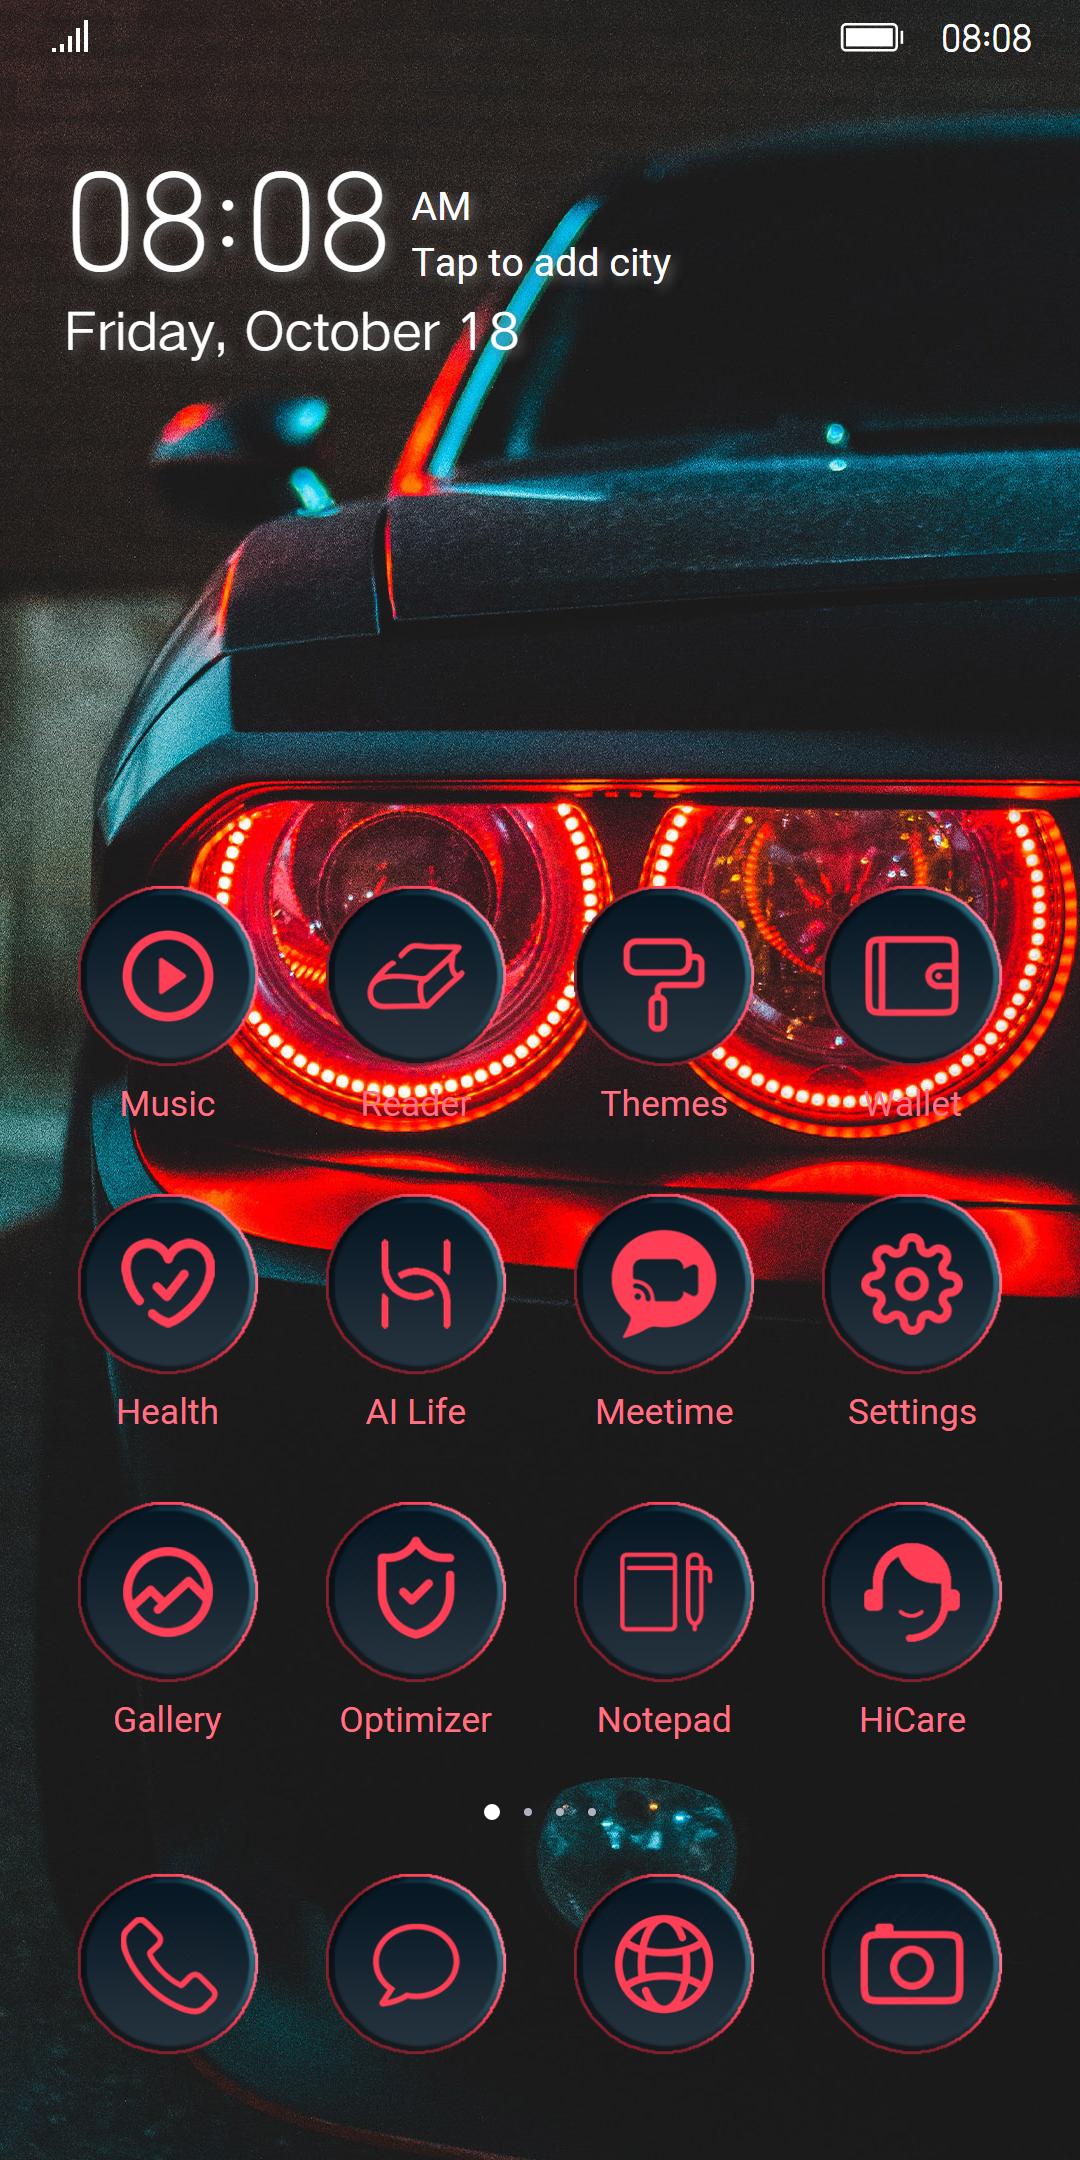 08:08
08:08 AM
Tap to add city
Friday, October 18
Music Reader Themes Wallet
Health AI Life Meetime Settings
Gallery Optimizer Notepad HiCare